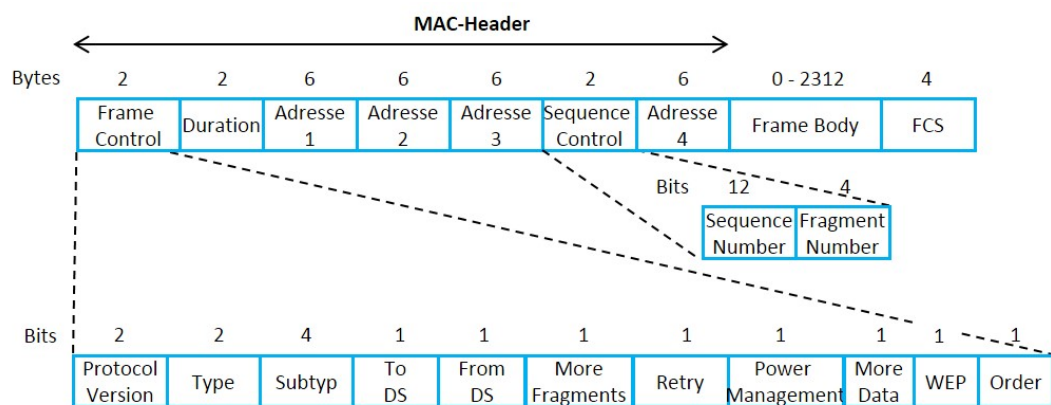 MAC-Header
Bytes 2 2 6 6 6 2 6 0 - 2312 4
Frame Control Duration Adresse 1 Adresse 2 Adresse 3 Sequence Control Adresse 4 Frame Body FCS
Bits 12 4
Sequence Number Fragment Number
Bits 2 2 4 1 1 1 1 1 1 1 1
Protocol Version Type Subtyp To DS From DS More Fragments Retry Power Management More Data WEP Order